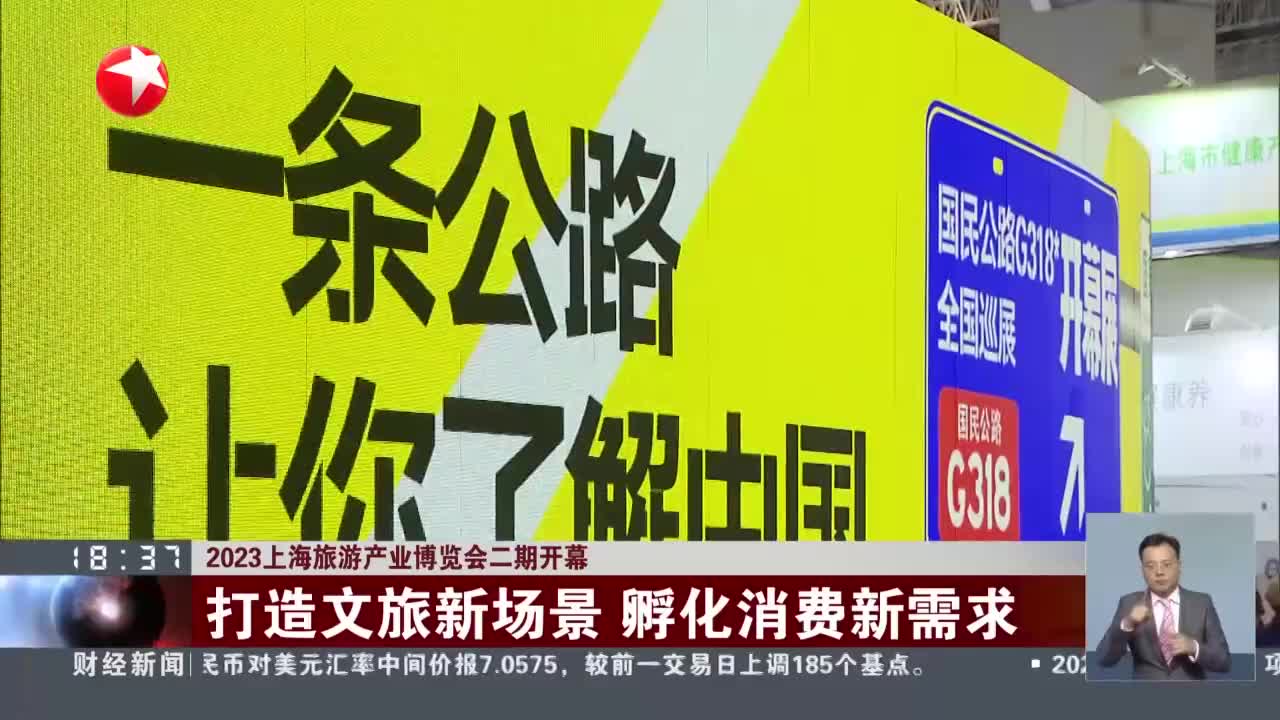 一条公路
让你了解中国
国民公路G318+
全国巡展
开幕展
国民公路
G318
上海市健康产
康养
18:37
2023上海旅游产业博览会二期开幕
打造文旅新场景 孵化消费新需求
财经新闻
民币对美元汇率中间价报7.0575，较前一交易日上调185个基点。
202
项